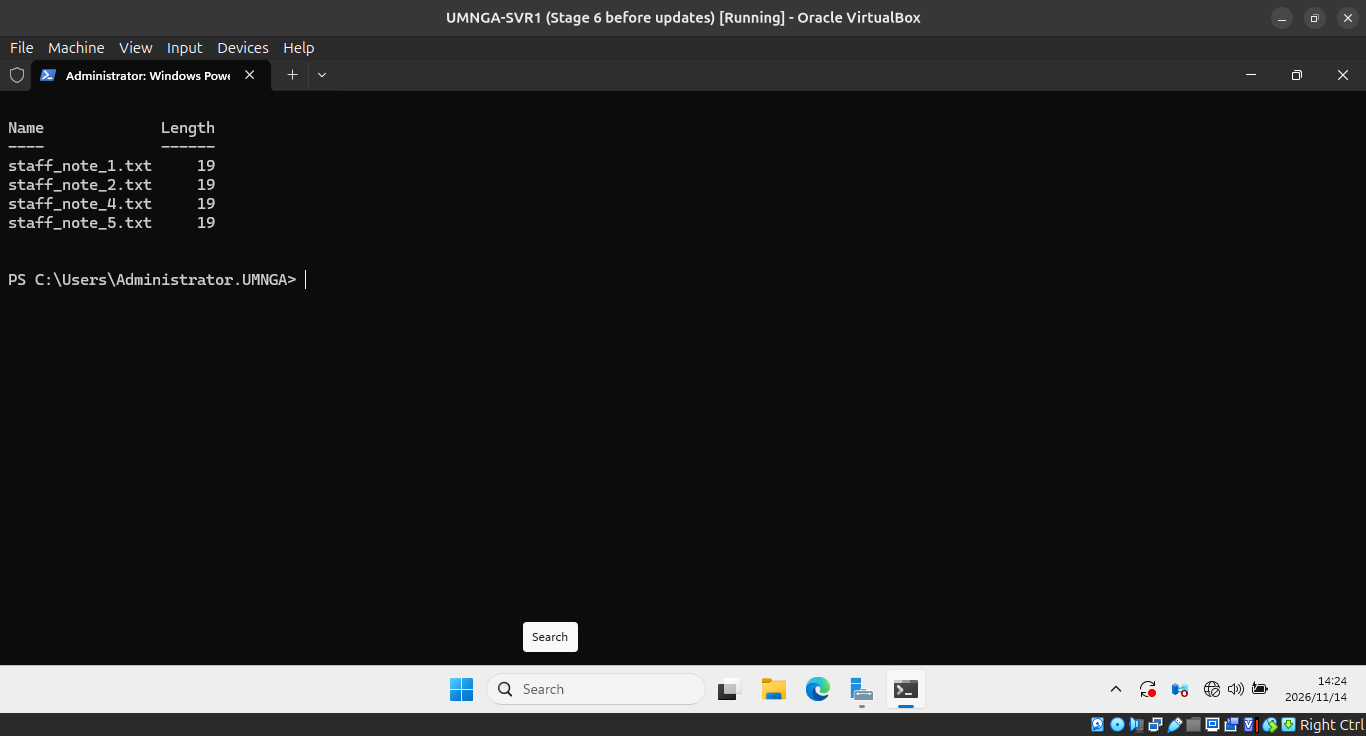 UMNGA-SVR1 (Stage 6 before updates) [Running] - Oracle VirtualBox
File Machine View Input Devices Help
Administrator: Windows Powe
Name Length
---- ------
staff_note_1.txt 19
staff_note_2.txt 19
staff_note_4.txt 19
staff_note_5.txt 19
PS C:\Users\Administrator.UMNGA>
Search
Search
14:24
2026/11/14
Right Ctrl